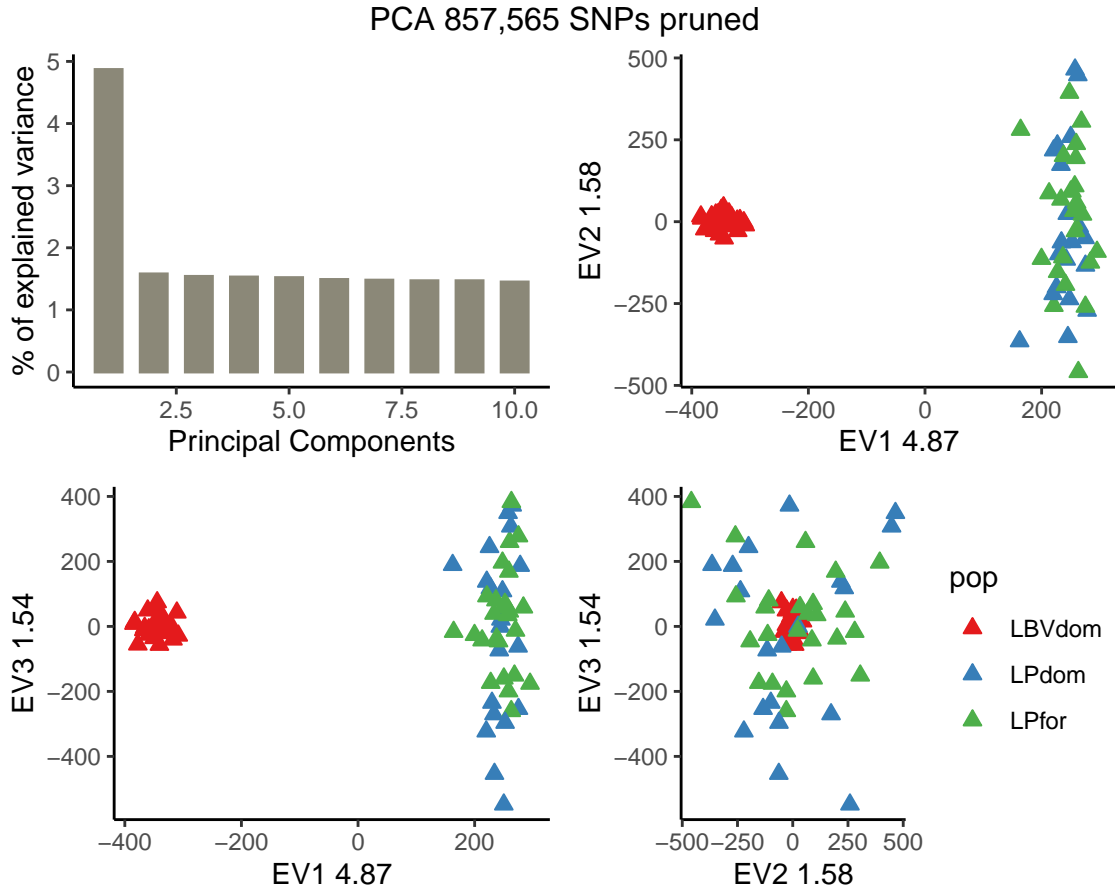 PCA 857,565 SNPs pruned
% of explained variance
5
4
3
2
1
0
2.5 5.0 7.5 10.0
Principal Components
EV2 1.58
500
250
0
−250
−500
−400 −200 0 200
EV1 4.87
EV3 1.54
400
200
0
−200
−400
−400 −200 0 200
EV1 4.87
EV3 1.54
400
200
0
−200
−400
−500 −250 0 250 500
EV2 1.58
pop
LBVdom
LPdom
LPfor